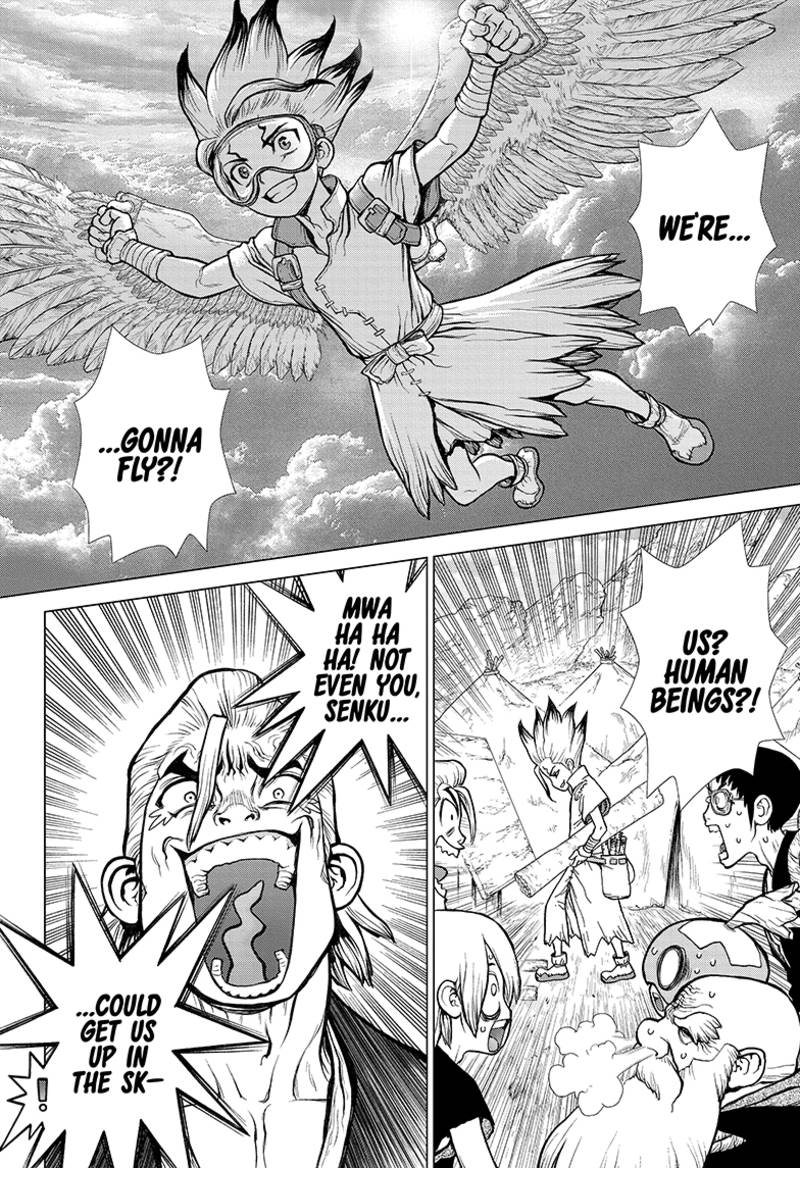 WE'RE...
...GONNA
FLY?!
US?
HUMAN
BEINGS?!
MWA
HA HA
HA! NOT
EVEN YOU,
SENKU...
...COULD
GET US
UP IN
THE SK—
!